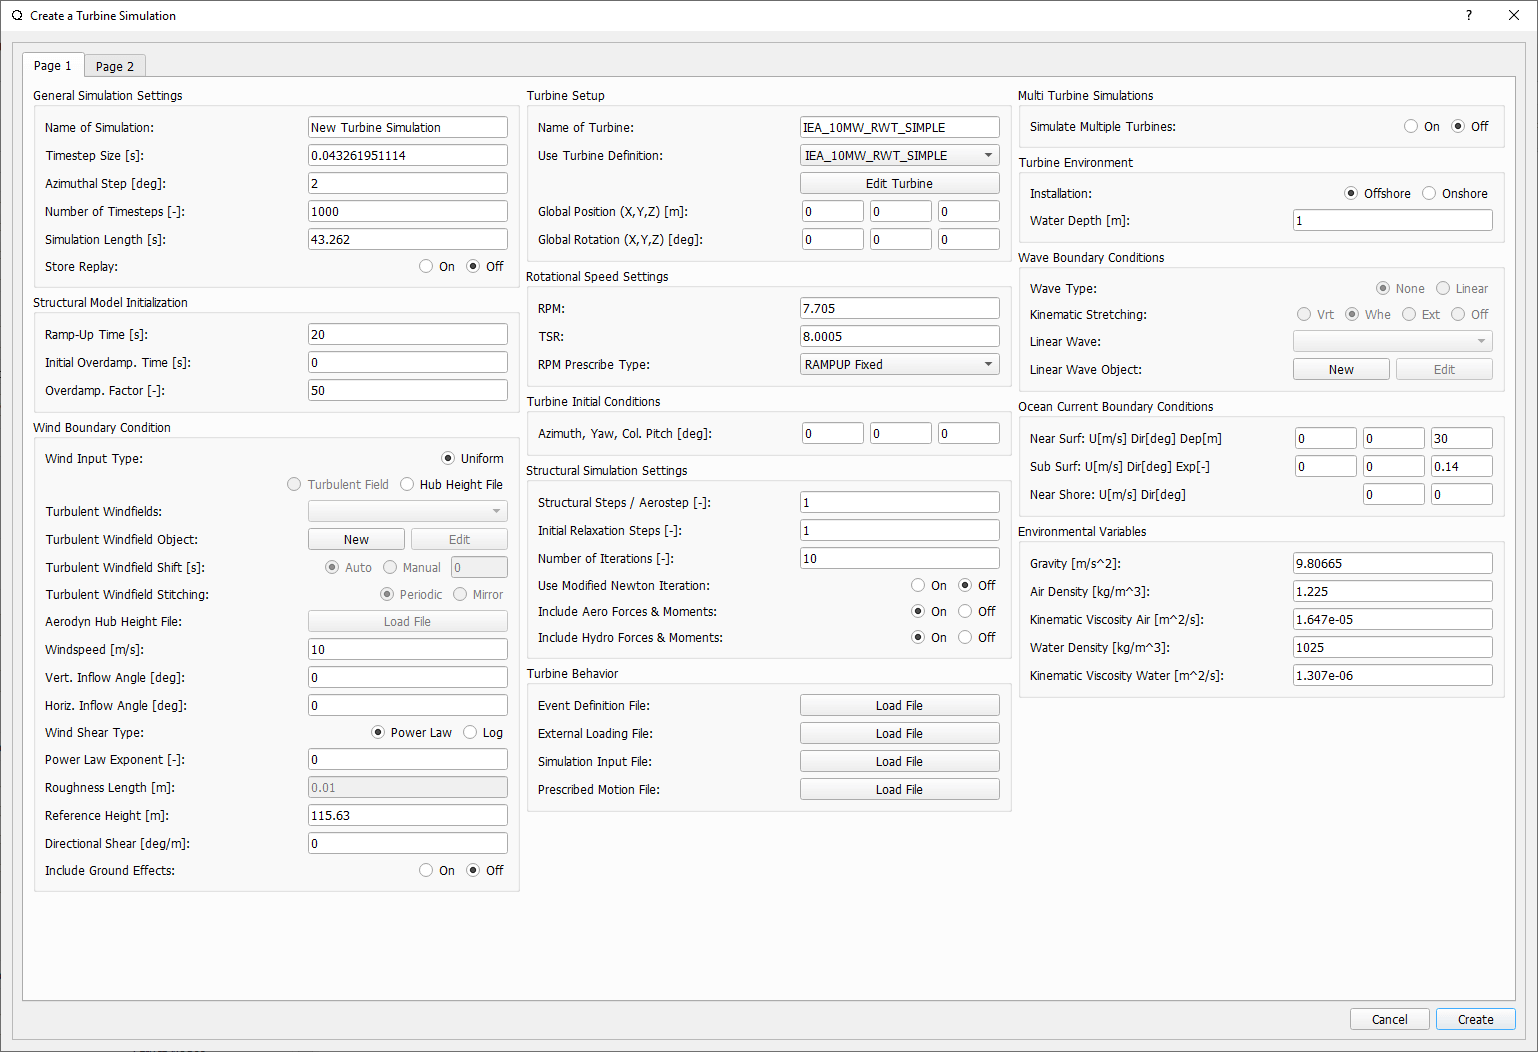 Create a Turbine Simulation ?
Page 1 Page 2
General Simulation Settings
Name of Simulation: New Turbine Simulation
Timestep Size [s]: 0.043261951114
Azimuthal Step [deg]: 2
Number of Timesteps [-]: 1000
Simulation Length [s]: 43.262
Store Replay: On Off
Structural Model Initialization
Ramp-Up Time [s]: 20
Initial Overdamp. Time [s]: 0
Overdamp. Factor [-]: 50
Wind Boundary Condition
Wind Input Type: Uniform
Turbulent Field Hub Height File
Turbulent Windfields:
Turbulent Windfield Object: New Edit
Turbulent Windfield Shift [s]: Auto Manual 0
Turbulent Windfield Stitching: Periodic Mirror
Aerodyn Hub Height File: Load File
Windspeed [m/s]: 10
Vert. Inflow Angle [deg]: 0
Horiz. Inflow Angle [deg]: 0
Wind Shear Type: Power Law Log
Power Law Exponent [-]: 0
Roughness Length [m]: 0.01
Reference Height [m]: 115.63
Directional Shear [deg/m]: 0
Include Ground Effects: On Off
Turbine Setup
Name of Turbine: IEA_10MW_RWT_SIMPLE
Use Turbine Definition: IEA_10MW_RWT_SIMPLE
Edit Turbine
Global Position (X,Y,Z) [m]: 0 0 0
Global Rotation (X,Y,Z) [deg]: 0 0 0
Rotational Speed Settings
RPM: 7.705
TSR: 8.0005
RPM Prescribe Type: RAMPUP Fixed
Turbine Initial Conditions
Azimuth, Yaw, Col. Pitch [deg]: 0 0 0
Structural Simulation Settings
Structural Steps / Aerostep [-]: 1
Initial Relaxation Steps [-]: 1
Number of Iterations [-]: 10
Use Modified Newton Iteration: On Off
Include Aero Forces & Moments: On Off
Include Hydro Forces & Moments: On Off
Turbine Behavior
Event Definition File: Load File
External Loading File: Load File
Simulation Input File: Load File
Prescribed Motion File: Load File
Multi Turbine Simulations
Simulate Multiple Turbines: On Off
Turbine Environment
Installation: Offshore Onshore
Water Depth [m]: 1
Wave Boundary Conditions
Wave Type: None Linear
Kinematic Stretching: Vrt Whe Ext Off
Linear Wave:
Linear Wave Object: New Edit
Ocean Current Boundary Conditions
Near Surf: U[m/s] Dir[deg] Dep[m] 0 0 30
Sub Surf: U[m/s] Dir[deg] Exp[-] 0 0 0.14
Near Shore: U[m/s] Dir[deg] 0 0
Environmental Variables
Gravity [m/s^2]: 9.80665
Air Density [kg/m^3]: 1.225
Kinematic Viscosity Air [m^2/s]: 1.647e-05
Water Density [kg/m^3]: 1025
Kinematic Viscosity Water [m^2/s]: 1.307e-06
Cancel Create